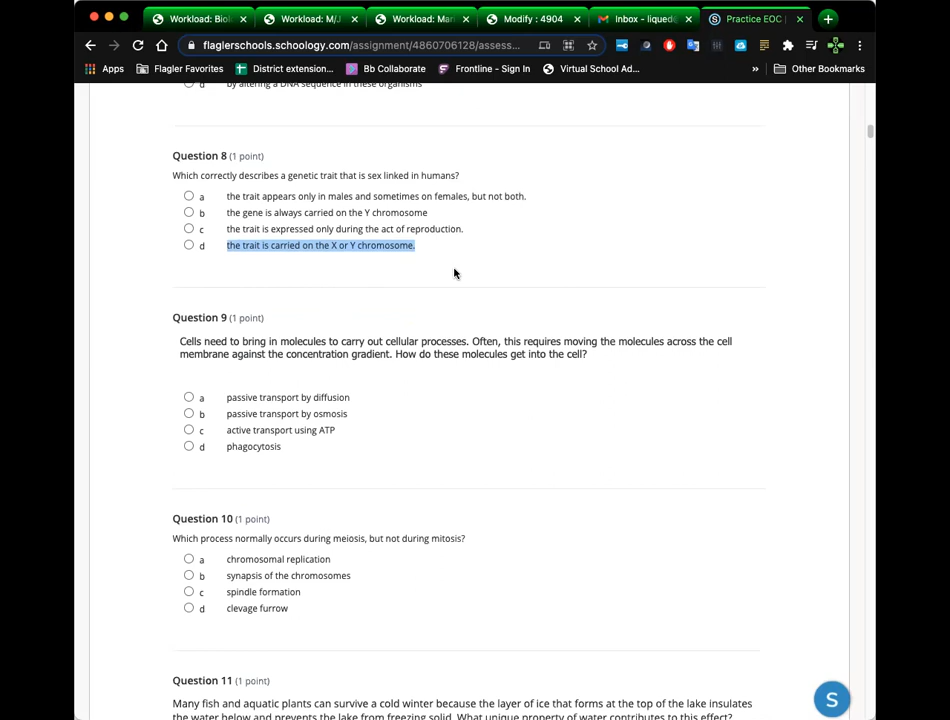 Workload: Biol
Workload: M/J
Workload: Mar
Modify : 4904
Inbox - liqued
Practice EOC
flaglerschools.schoology.com/assignment/4860706128/assess...
Apps
Flagler Favorites
District extension...
Bb Collaborate
Frontline - Sign In
Virtual School Ad...
»
Other Bookmarks
d by altering a DNA sequence in these organisms
Question 8 (1 point)
Which correctly describes a genetic trait that is sex linked in humans?
a the trait appears only in males and sometimes on females, but not both.
b the gene is always carried on the Y chromosome
c the trait is expressed only during the act of reproduction.
d the trait is carried on the X or Y chromosome.
Question 9 (1 point)
Cells need to bring in molecules to carry out cellular processes. Often, this requires moving the molecules across the cell
membrane against the concentration gradient. How do these molecules get into the cell?
a passive transport by diffusion
b passive transport by osmosis
c active transport using ATP
d phagocytosis
Question 10 (1 point)
Which process normally occurs during meiosis, but not during mitosis?
a chromosomal replication
b synapsis of the chromosomes
c spindle formation
d clevage furrow
Question 11 (1 point)
Many fish and aquatic plants can survive a cold winter because the layer of ice that forms at the top of the lake insulates
the water below and prevents the lake from freezing solid. What unique property of water contributes to this effect?
S